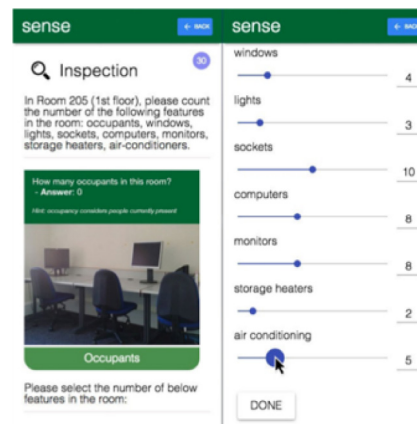 sense
← BACK
Inspection
30
In Room 205 (1st floor), please count
the number of the following features
in the room: occupants, windows,
lights, sockets, computers, monitors,
storage heaters, air-conditioners.
How many occupants in this room?
- Answer: 0
Hint: occupancy considers people currently present
Occupants
Please select the number of below
features in the room:
sense
← BACK
windows
4
lights
3
sockets
10
computers
8
monitors
8
storage heaters
2
air conditioning
5
DONE